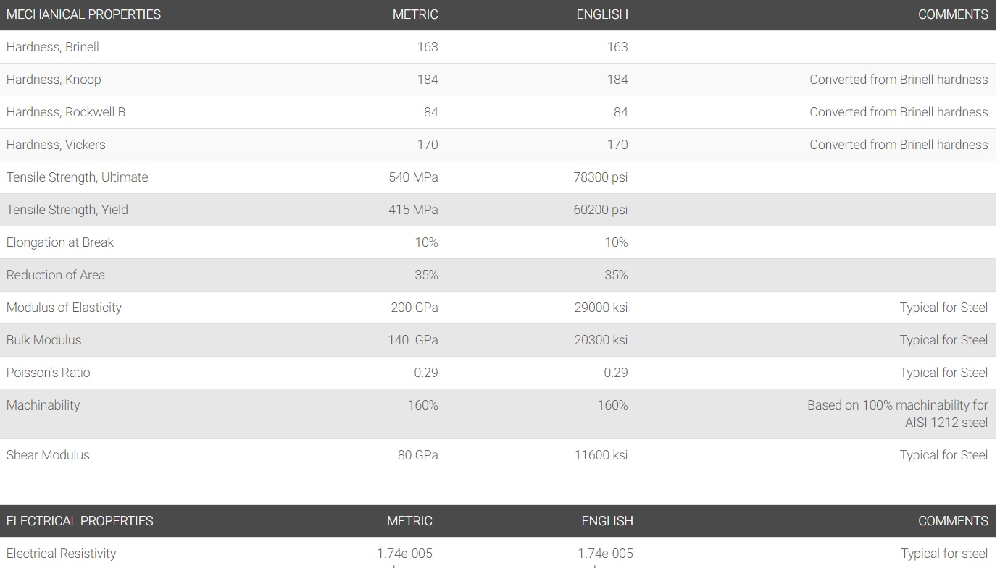 MECHANICAL PROPERTIES METRIC ENGLISH COMMENTS
Hardness, Brinell 163 163
Hardness, Knoop 184 184 Converted from Brinell hardness
Hardness, Rockwell B 84 84 Converted from Brinell hardness
Hardness, Vickers 170 170 Converted from Brinell hardness
Tensile Strength, Ultimate 540 MPa 78300 psi
Tensile Strength, Yield 415 MPa 60200 psi
Elongation at Break 10% 10%
Reduction of Area 35% 35%
Modulus of Elasticity 200 GPa 29000 ksi Typical for Steel
Bulk Modulus 140 GPa 20300 ksi Typical for Steel
Poisson's Ratio 0.29 0.29 Typical for Steel
Machinability 160% 160% Based on 100% machinability for
AISI 1212 steel
Shear Modulus 80 GPa 11600 ksi Typical for Steel
ELECTRICAL PROPERTIES METRIC ENGLISH COMMENTS
Electrical Resistivity 1.74e-005 1.74e-005 Typical for steel